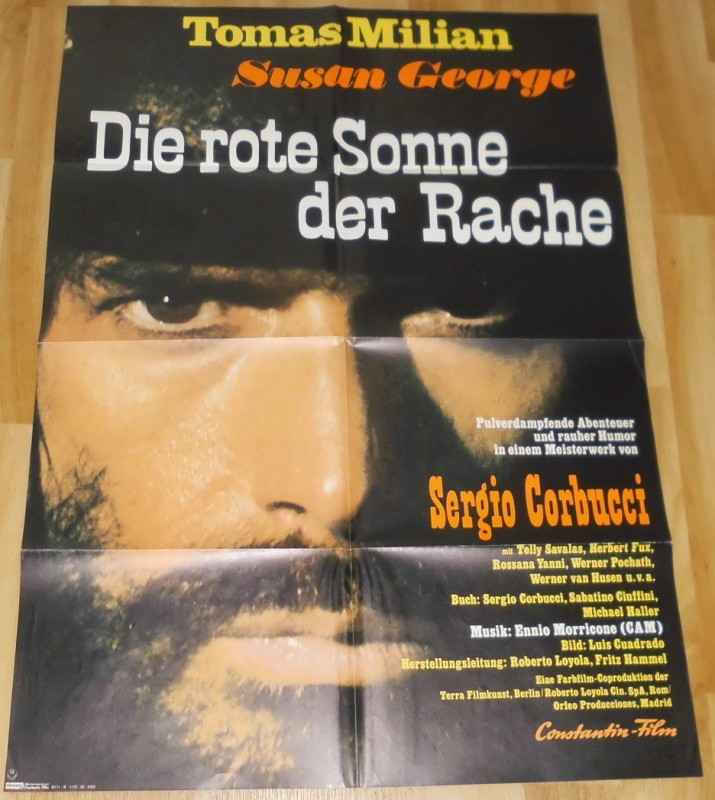 Tomas Milian
Susan George
Die rote Sonne
der Rache
Pulverdampfende Abenteuer
und rauher Humor
in einem Meisterwerk von
Sergio Corbucci
mit Telly Savalas, Herbert Fux,
Rossana Yanni, Werner Pochath,
Werner van Husen u.v.a.
Buch: Sergio Corbucci, Sabatino Ciuffini,
Michael Haller
Musik: Ennio Morricone (CAM)
Bild: Luis Cuadrado
Herstellungsleitung: Roberto Loyola, Fritz Hammel
Eine Farbfilm-Coproduktion der
Terra Filmkunst, Berlin/Roberto Loyola Cin. SpA, Rom/
Orfeo Producciones, Madrid
Constantin-Film